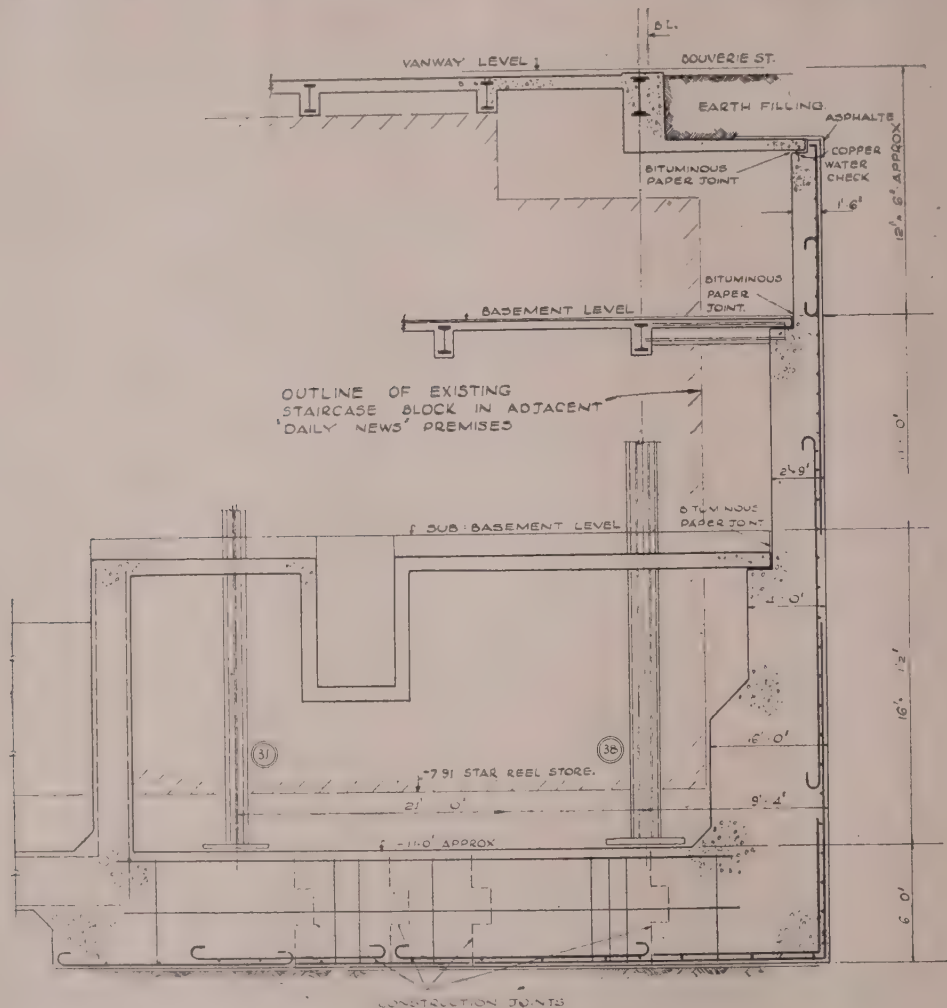 B L.
VANWAY LEVEL
BOUVERIE ST.
EARTH FILLING.
ASPHALTE
COPPER
WATER
CHECK
BITUMINOUS
PAPER JOINT
12' 6" APPROX
1' 6"
BITUMINOUS
PAPER
JOINT.
BASEMENT LEVEL
OUTLINE OF EXISTING
STAIRCASE BLOCK IN ADJACENT
'DAILY NEWS' PREMISES
11' 0"
2' 9"
BITUMINOUS
PAPER JOINT
SUB-BASEMENT LEVEL
4' 0"
16' 1½"
31
38
6' 0"
-7.91 STAR REEL STORE.
21' 0"
9' 4"
-11.0' APPROX
6' 0"
CONSTRUCTION JOINTS